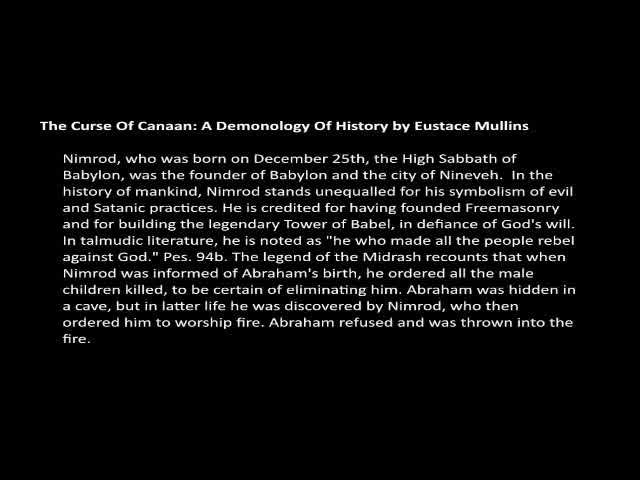 The Curse Of Canaan: A Demonology Of History by Eustace Mullins
Nimrod, who was born on December 25th, the High Sabbath of
Babylon, was the founder of Babylon and the city of Nineveh.  In the
history of mankind, Nimrod stands unequalled for his symbolism of evil
and Satanic practices. He is credited for having founded Freemasonry
and for building the legendary Tower of Babel, in defiance of God's will.
In talmudic literature, he is noted as "he who made all the people rebel
against God." Pes. 94b. The legend of the Midrash recounts that when
Nimrod was informed of Abraham's birth, he ordered all the male
children killed, to be certain of eliminating him. Abraham was hidden in
a cave, but in latter life he was discovered by Nimrod, who then
ordered him to worship fire. Abraham refused and was thrown into the
fire.